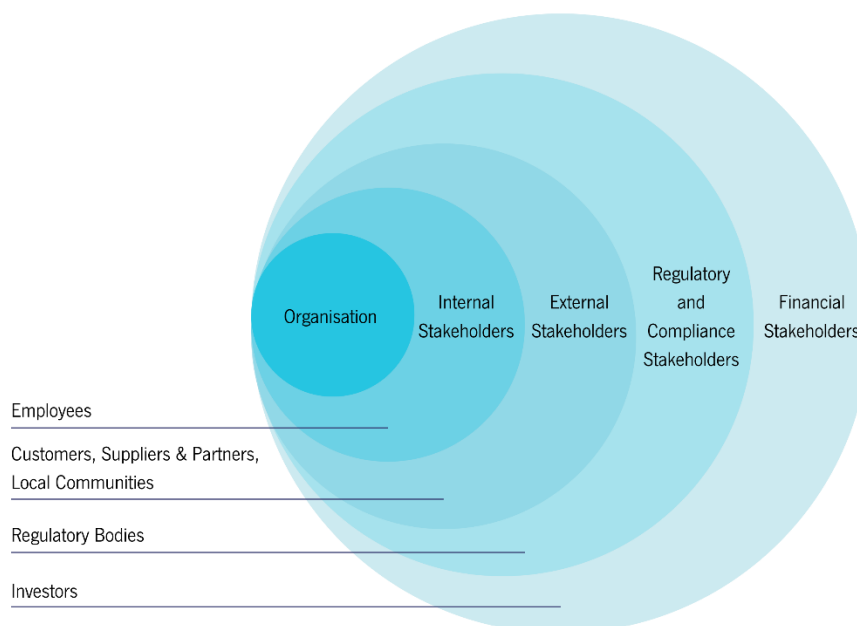 Organisation
Internal
Stakeholders
External
Stakeholders
Regulatory
and
Compliance
Stakeholders
Financial
Stakeholders
Employees
Customers, Suppliers & Partners,
Local Communities
Regulatory Bodies
Investors